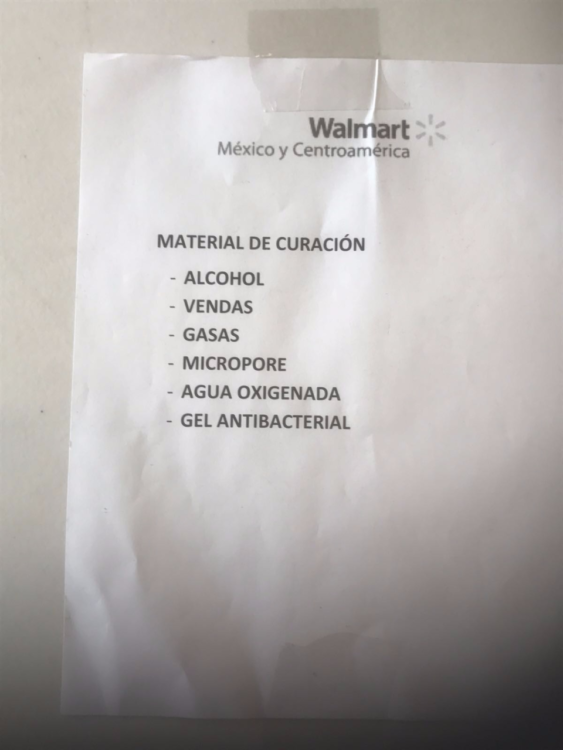 Walmart
México y Centroamérica
MATERIAL DE CURACIÓN
- ALCOHOL
- VENDAS
- GASAS
- MICROPORE
- AGUA OXIGENADA
- GEL ANTIBACTERIAL